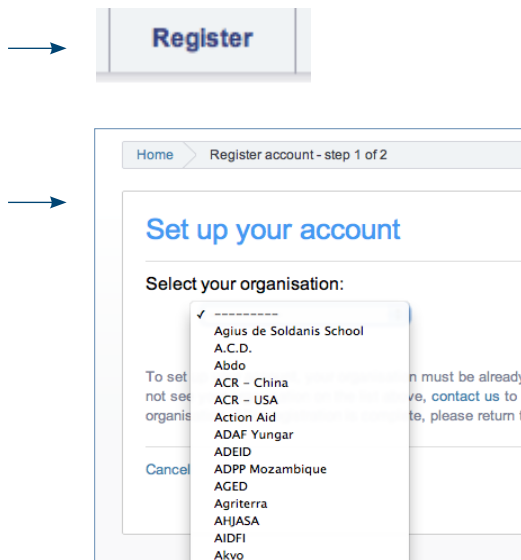 Register
Home Register account - step 1 of 2
Set up your account
Select your organisation:
✓ ---------
Agius de Soldanis School
A.C.D.
Abdo
ACR – China
ACR – USA
Action Aid
ADAF Yungar
ADEID
ADPP Mozambique
AGED
Agriterra
AHJASA
AIDFI
Akvo
To set n must be already
not see ve, contact us to
organis te, please return t
Cancel